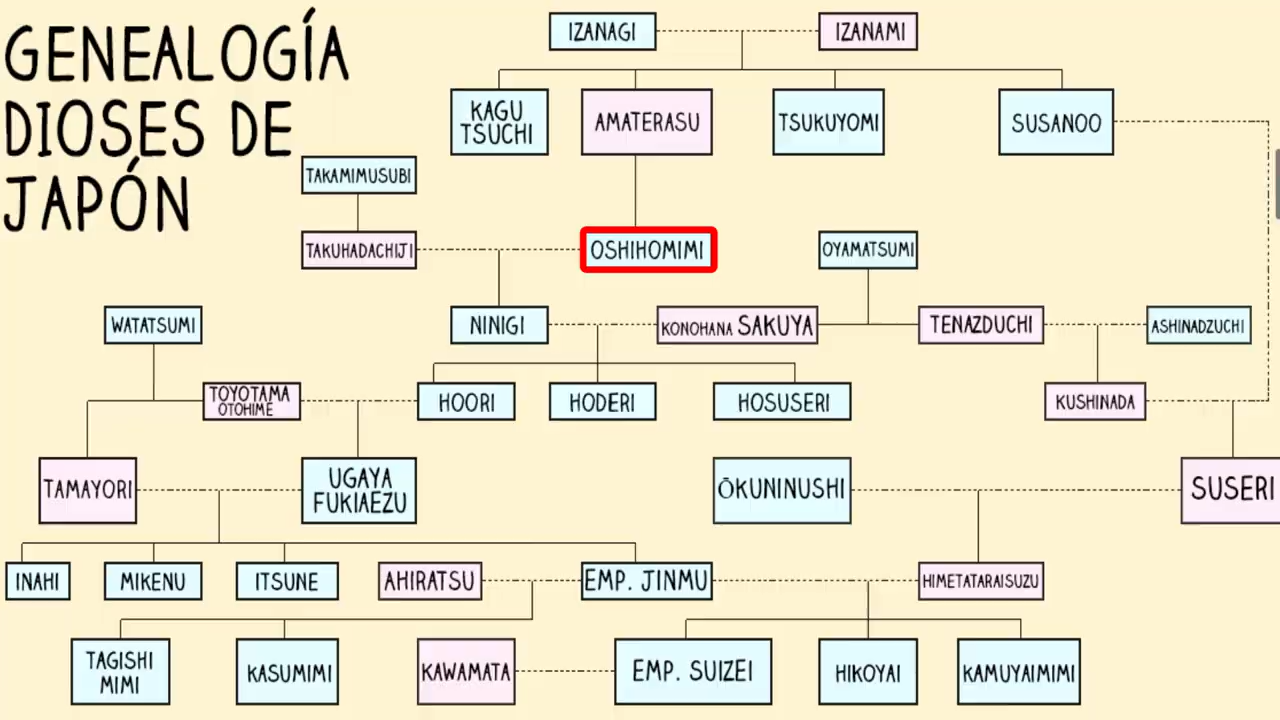 GENEALOGÍA
DIOSES DE
JAPÓN
IZANAGI
IZANAMI
KAGU
TSUCHI
AMATERASU
TSUKUYOMI
SUSANOO
TAKAMIMUSUBI
TAKUHADACHIJI
OSHIHOMIMI
OYAMATSUMI
WATATSUMI
NINIGI
KONOHANA SAKUYA
TENAZDUCHI
ASHINADZUCHI
TOYOTAMA
OTOHIME
HOORI
HODERI
HOSUSERI
KUSHINADA
TAMAYORI
UGAYA
FUKIAEZU
ŌKUNINUSHI
SUSERI
INAHI
MIKENU
ITSUNE
AHIRATSU
EMP. JINMU
HIMETATARAISUZU
TAGISHI
MIMI
KASUMIMI
KAWAMATA
EMP. SUIZEI
HIKOYAI
KAMUYAIMIMI